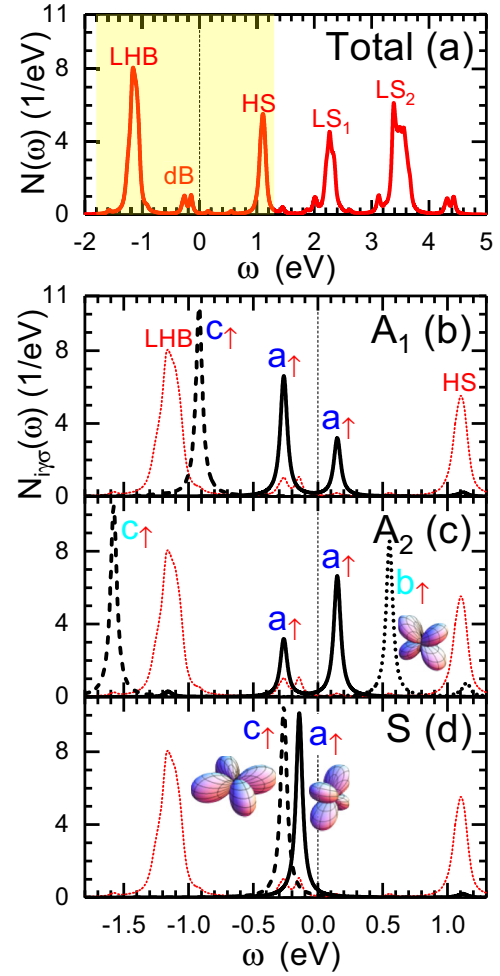 11
8
4
0
N(ω) (1/eV)
Total (a)
LHB
dB
HS
LS₁
LS₂
-2 -1 0 1 2 3 4 5
ω (eV)
11
8
4
0
N_iγσ(ω) (1/eV)
A₁ (b)
LHB
c↑
a↑
a↑
HS
8
4
0
A₂ (c)
c↑
a↑
a↑
b↑
8
4
0
S (d)
c↑
a↑
-1.5 -1.0 -0.5 0.0 0.5 1.0
ω (eV)